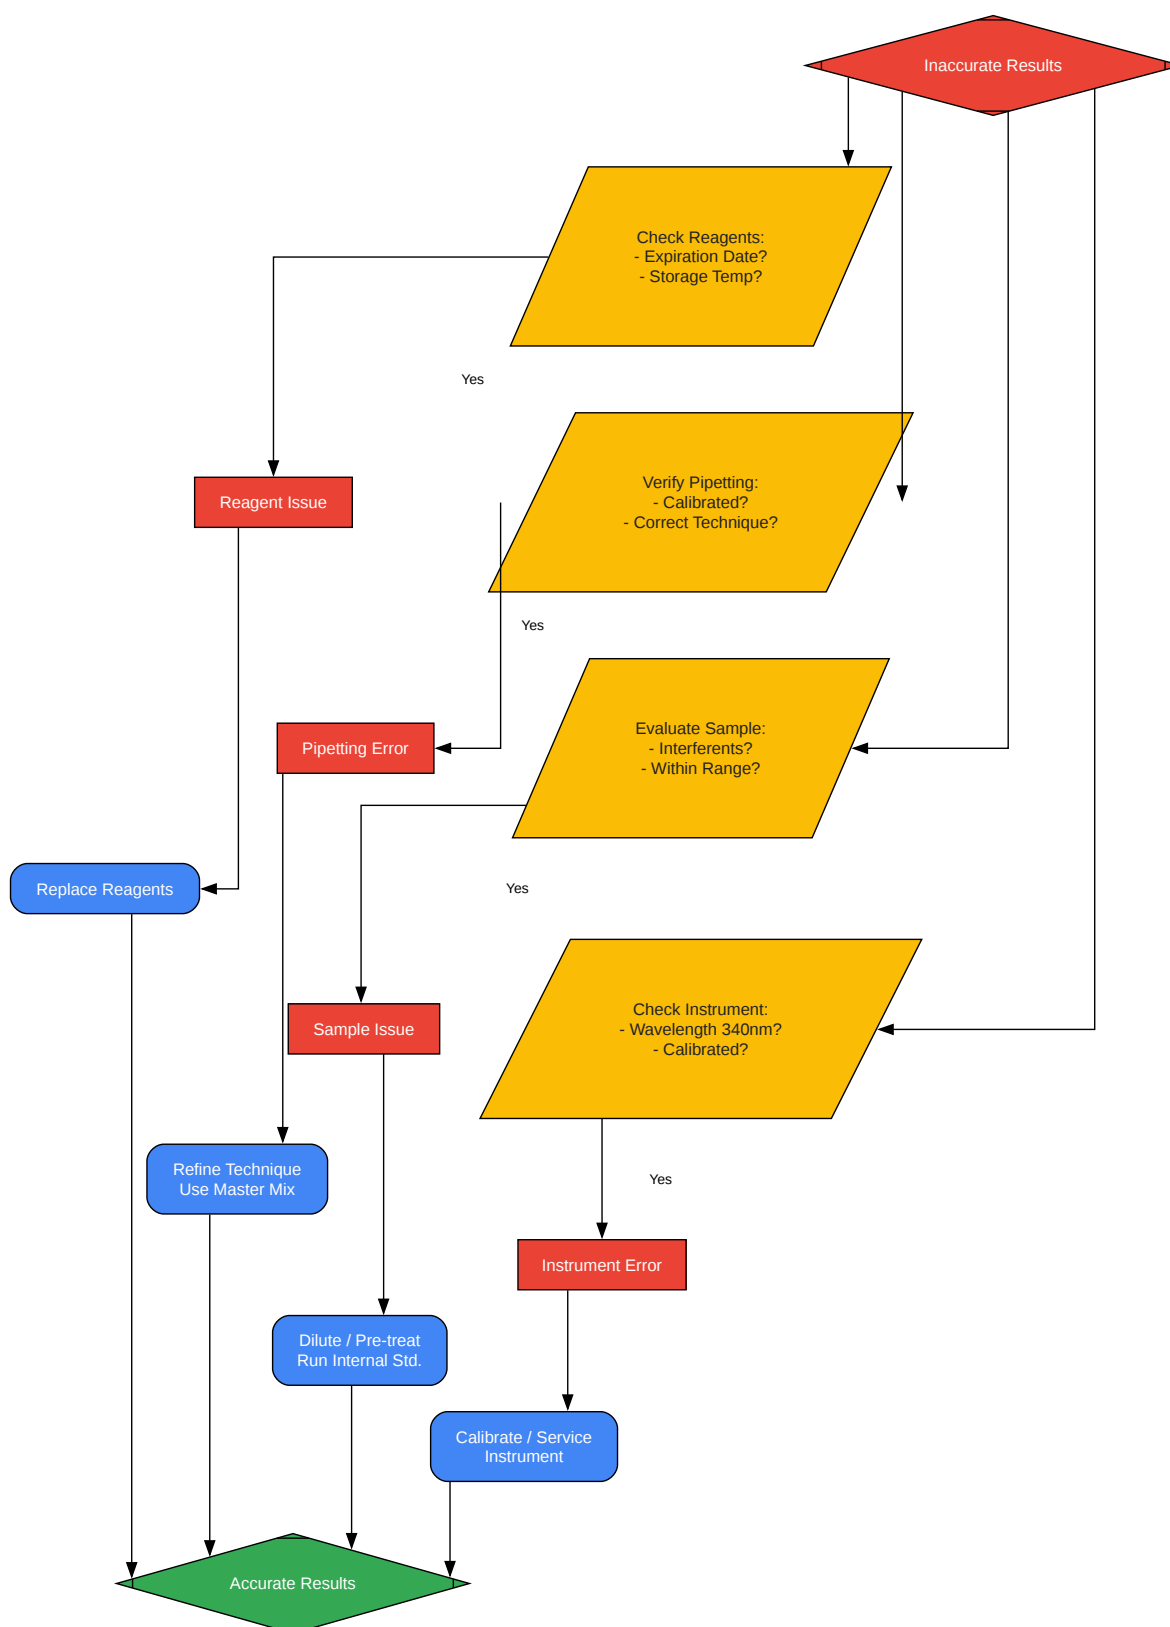 Inaccurate Results
Check Reagents:
- Expiration Date?
- Storage Temp?
Yes
Verify Pipetting:
- Calibrated?
- Correct Technique?
Reagent Issue
Yes
Evaluate Sample:
- Interferents?
- Within Range?
Pipetting Error
Replace Reagents
Yes
Check Instrument:
- Wavelength 340nm?
- Calibrated?
Sample Issue
Refine Technique
Use Master Mix
Yes
Instrument Error
Dilute / Pre-treat
Run Internal Std.
Calibrate / Service
Instrument
Accurate Results